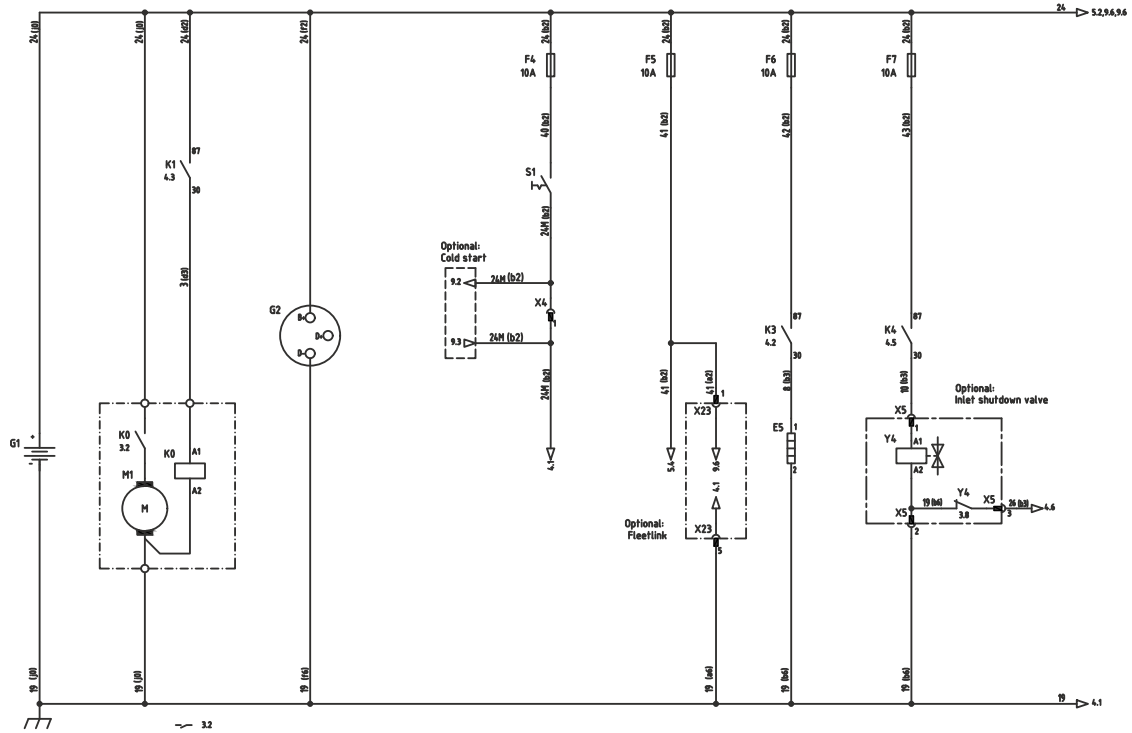 24
5.2,9.6,9.6
24 (j0)
24 (j0)
24 (d2)
24 (f2)
24 (b2)
24 (b2)
24 (b2)
24 (b2)
F4
10A
F5
10A
F6
10A
F7
10A
40 (b2)
41 (b2)
42 (b2)
43 (b2)
87
K1
4.3
30
S1
24M (b2)
3 (d3)
Optional:
Cold start
9.2
24M (b2)
X4
1
9.3
24M (b2)
G2
B+
D+
D-
K3
4.2
87
30
K4
4.5
87
30
24M (b2)
41 (b2)
41 (a2)
8 (b3)
10 (b3)
Optional:
Inlet shutdown valve
1
X23
X5
1
G1
+
-
K0
3.2
K0
A1
A2
M1
M
4.1
5.4
9.6
4.1
E5
1
2
Y4
A1
A2
19 (b6)
Y4
3.8
X5
3
26 (b3)
4.6
X5
2
Optional:
Fleetlink
X23
5
19 (j0)
19 (j0)
19 (f6)
19 (a6)
19 (b6)
19 (b6)
19
4.1
3.2